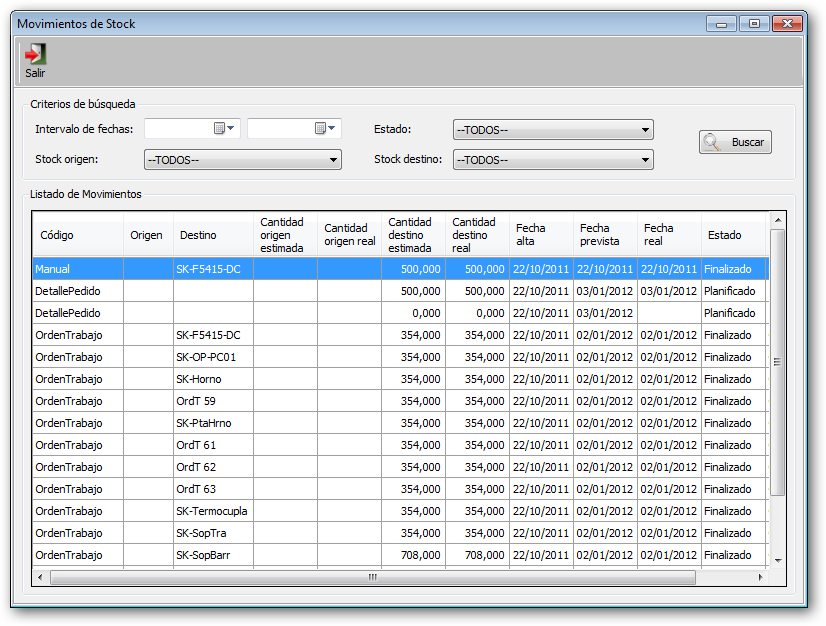 Movimientos de Stock
Salir
Criterios de búsqueda
Intervalo de fechas: Estado:
Stock origen: --TODOS-- Stock destino: --TODOS--
--TODOS--
Buscar
Listado de Movimientos
Código Origen Destino Cantidad origen estimada Cantidad origen real Cantidad destino estimada Cantidad destino real Fecha alta Fecha prevista Fecha real Estado
Manual SK-F5415-DC 500,000 500,000 22/10/2011 22/10/2011 22/10/2011 Finalizado
DetallePedido 500,000 500,000 22/10/2011 03/01/2012 03/01/2012 Planificado
DetallePedido 0,000 0,000 22/10/2011 03/01/2012 Planificado
OrdenTrabajo SK-F5415-DC 354,000 354,000 22/10/2011 02/01/2012 02/01/2012 Finalizado
OrdenTrabajo SK-OP-PC01 354,000 354,000 22/10/2011 02/01/2012 02/01/2012 Finalizado
OrdenTrabajo SK-Horno 354,000 354,000 22/10/2011 02/01/2012 02/01/2012 Finalizado
OrdenTrabajo OrdT 59 354,000 354,000 22/10/2011 02/01/2012 02/01/2012 Finalizado
OrdenTrabajo SK-PtaHrno 354,000 354,000 22/10/2011 02/01/2012 02/01/2012 Finalizado
OrdenTrabajo OrdT 61 354,000 354,000 22/10/2011 02/01/2012 02/01/2012 Finalizado
OrdenTrabajo OrdT 62 354,000 354,000 22/10/2011 02/01/2012 02/01/2012 Finalizado
OrdenTrabajo OrdT 63 354,000 354,000 22/10/2011 02/01/2012 02/01/2012 Finalizado
OrdenTrabajo SK-Termocupla 354,000 354,000 22/10/2011 02/01/2012 02/01/2012 Finalizado
OrdenTrabajo SK-SopTra 354,000 354,000 22/10/2011 02/01/2012 02/01/2012 Finalizado
OrdenTrabajo SK-SopBarr 708,000 708,000 22/10/2011 02/01/2012 02/01/2012 Finalizado